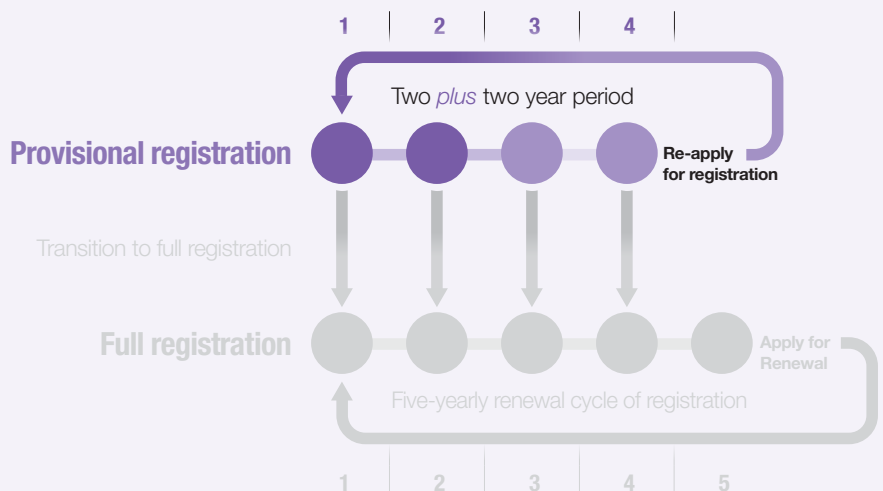 1 2 3 4
Two plus two year period
Provisional registration
Re-apply
for registration
Transition to full registration
Full registration
Apply for
Renewal
Five-yearly renewal cycle of registration
1 2 3 4 5